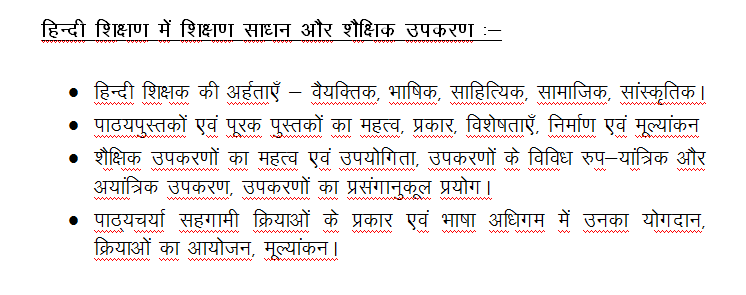 हिन्दी शिक्षण में शिक्षण साधन और शैक्षिक उपकरण :–
• हिन्दी शिक्षक की अर्हताएँ – वैयक्तिक, भाषिक, साहित्यिक, सामाजिक, सांस्कृतिक।
• पाठयपुस्तकों एवं पूरक पुस्तकों का महत्व, प्रकार, विशेषताएँ, निर्माण एवं मूल्यांकन
• शैक्षिक उपकरणों का महत्व एवं उपयोगिता, उपकरणों के विविध रुप–यांत्रिक और
अयांत्रिक उपकरण, उपकरणों का प्रसंगानुकूल प्रयोग।
• पाठ्यचर्या सहगामी क्रियाओं के प्रकार एवं भाषा अधिगम में उनका योगदान,
क्रियाओं का आयोजन, मूल्यांकन।